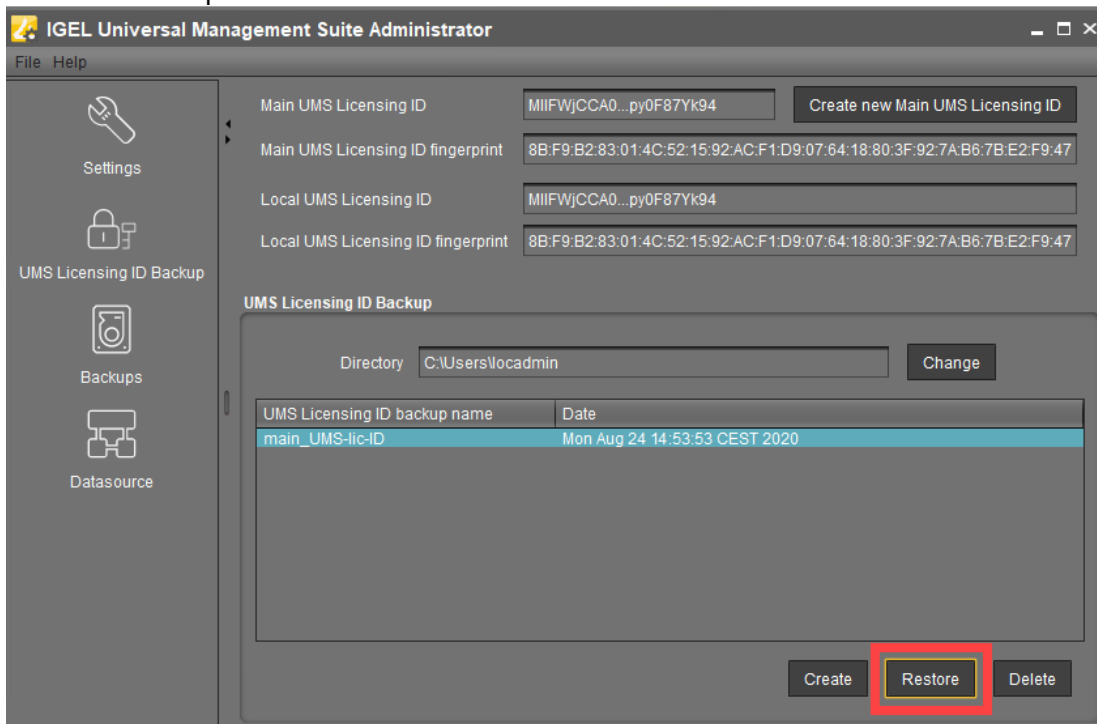 IGEL Universal Management Suite Administrator
File Help
Settings
UMS Licensing ID Backup
Backups
Datasource
Main UMS Licensing ID MIIFWjCCA0...py0F87Yk94 Create new Main UMS Licensing ID
Main UMS Licensing ID fingerprint 8B:F9:B2:83:01:4C:52:15:92:AC:F1:D9:07:64:18:80:3F:92:7A:B6:7B:E2:F9:47
Local UMS Licensing ID MIIFWjCCA0...py0F87Yk94
Local UMS Licensing ID fingerprint 8B:F9:B2:83:01:4C:52:15:92:AC:F1:D9:07:64:18:80:3F:92:7A:B6:7B:E2:F9:47
UMS Licensing ID Backup
Directory C:\Users\locadmin Change
UMS Licensing ID backup name Date
main_UMS-lic-ID Mon Aug 24 14:53:53 CEST 2020
Create Restore Delete